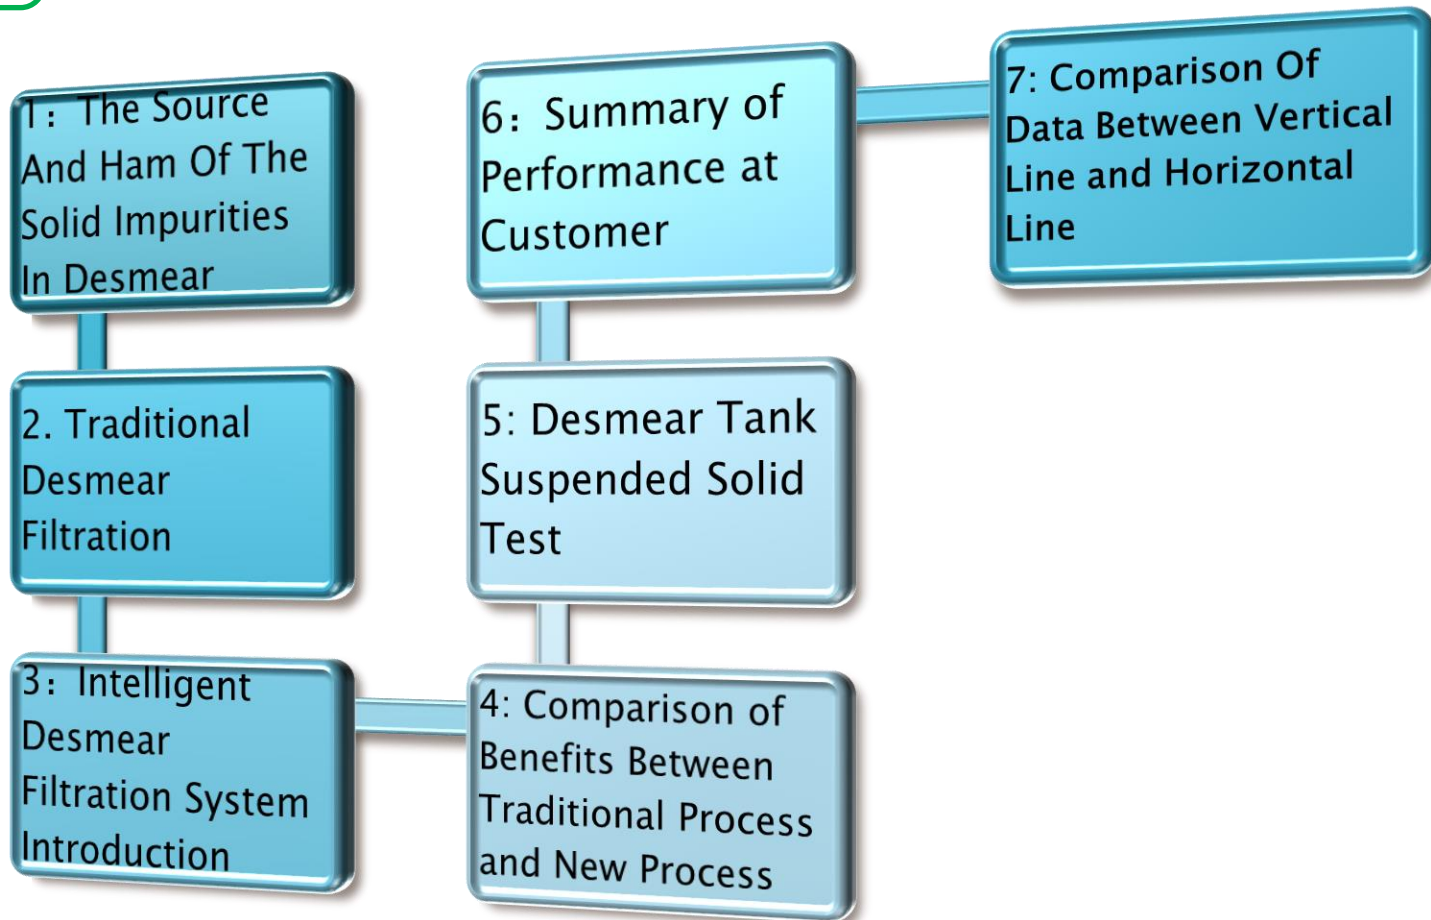 1：The Source
And Ham Of The
Solid Impurities
In Desmear
2. Traditional
Desmear
Filtration
3：Intelligent
Desmear
Filtration System
Introduction
4: Comparison of
Benefits Between
Traditional Process
and New Process
5: Desmear Tank
Suspended Solid
Test
6：Summary of
Performance at
Customer
7: Comparison Of
Data Between Vertical
Line and Horizontal
Line